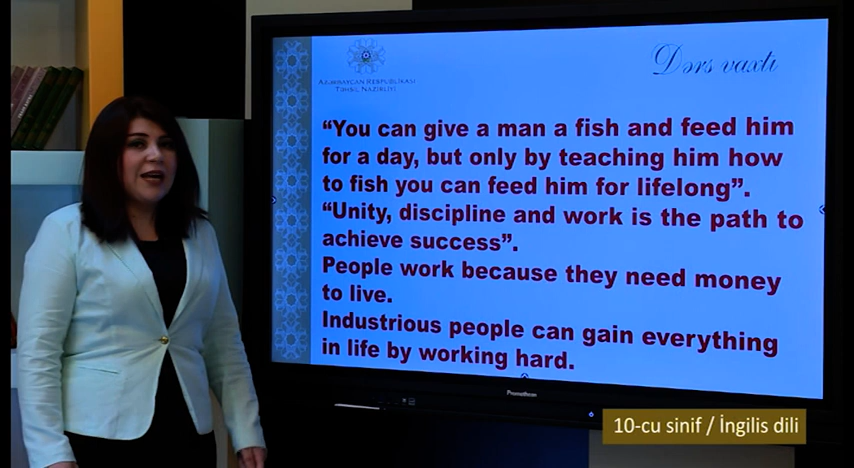 AZƏRBAYCAN RESPUBLİKASI
TƏHSİL NAZİRLİYİ
Dərs vaxtı
“You can give a man a fish and feed him
for a day, but only by teaching him how
to fish you can feed him for lifelong”.
“Unity, discipline and work is the path to
achieve success”.
People work because they need money
to live.
Industrious people can gain everything
in life by working hard.
Promethean
10-cu sinif / İngilis dili